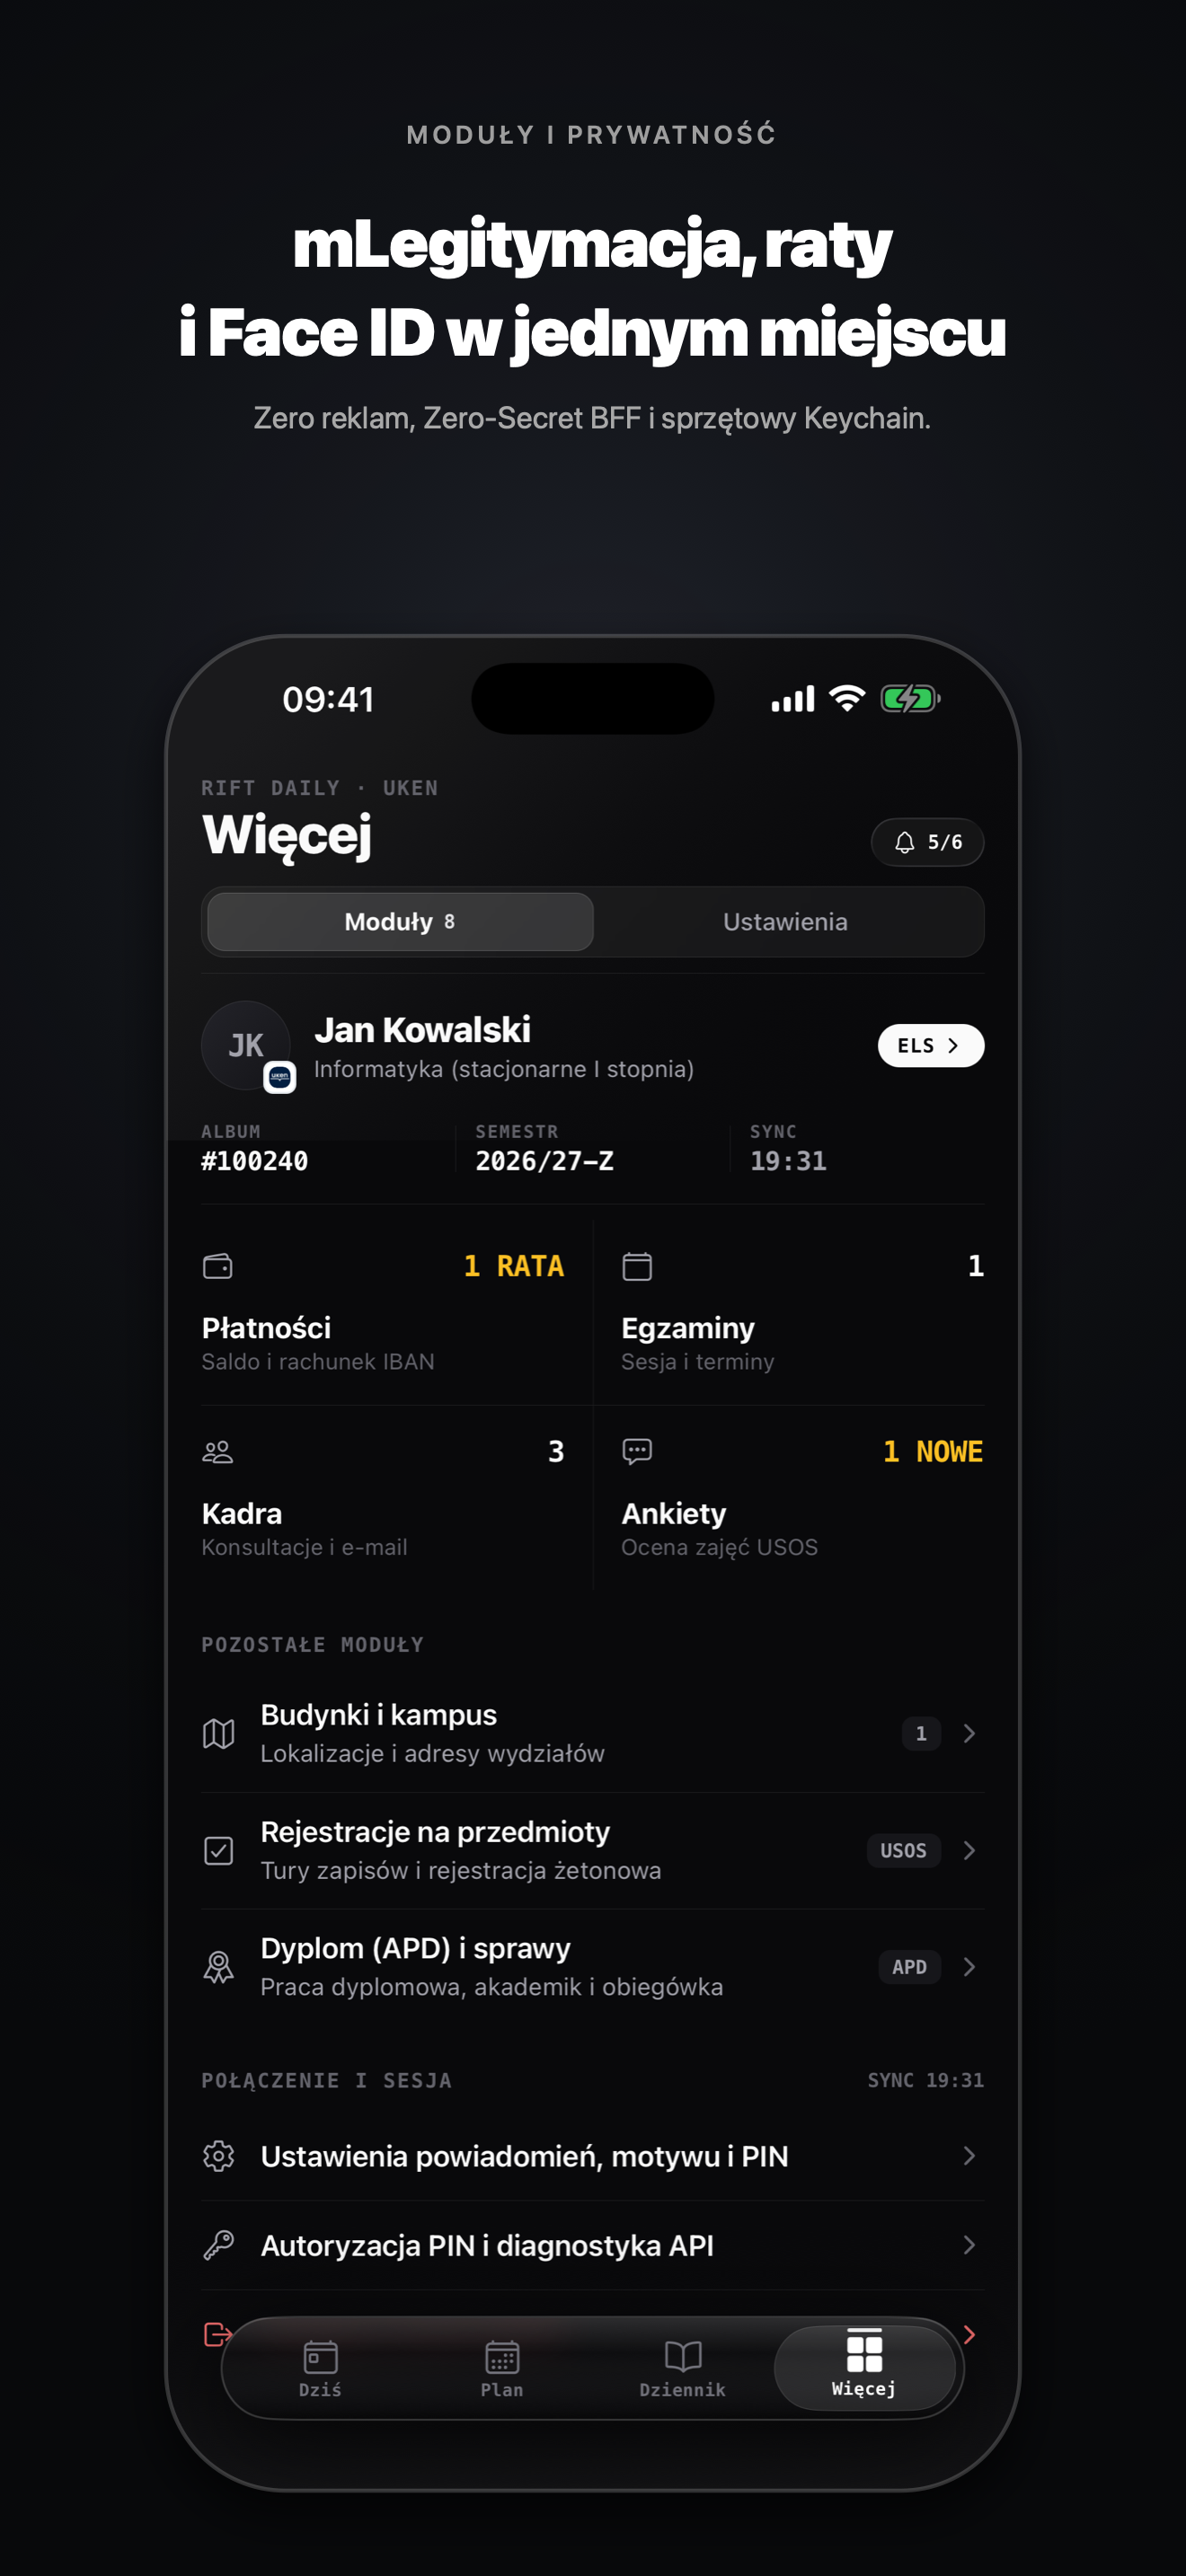 MODUŁY I PRYWATNOŚĆ
mLegitymacja, raty
i Face ID w jednym miejscu
Zero reklam, Zero-Secret BFF i sprzętowy Keychain.
09:41
RIFT DAILY · UKEN
Więcej
5/6
Moduły 8
Ustawienia
JK
uken
Jan Kowalski
Informatyka (stacjonarne I stopnia)
ELS
ALBUM
#100240
SEMESTR
2026/27–Z
SYNC
19:31
1 RATA
Płatności
Saldo i rachunek IBAN
1
Egzaminy
Sesja i terminy
3
Kadra
Konsultacje i e-mail
1 NOWE
Ankiety
Ocena zajęć USOS
POZOSTAŁE MODUŁY
Budynki i kampus
Lokalizacje i adresy wydziałów
1
Rejestracje na przedmioty
Tury zapisów i rejestracja żetonowa
USOS
Dyplom (APD) i sprawy
Praca dyplomowa, akademik i obiegówka
APD
POŁĄCZENIE I SESJA
SYNC 19:31
Ustawienia powiadomień, motywu i PIN
Autoryzacja PIN i diagnostyka API
Dziś
Plan
Dziennik
Więcej